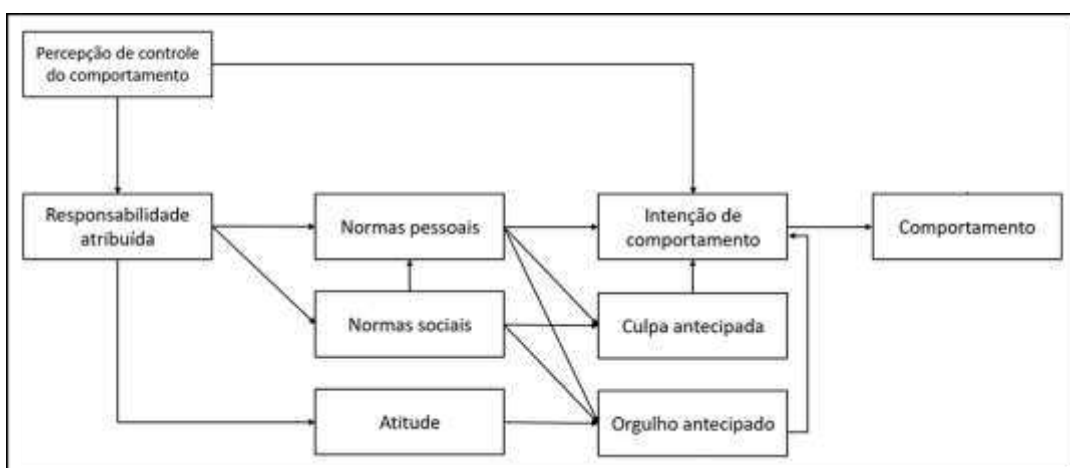 Percepção de controle
do comportamento
Responsabilidade
atribuída
Normas pessoais
Intenção de
comportamento
Comportamento
Normas sociais
Culpa antecipada
Atitude
Orgulho antecipado